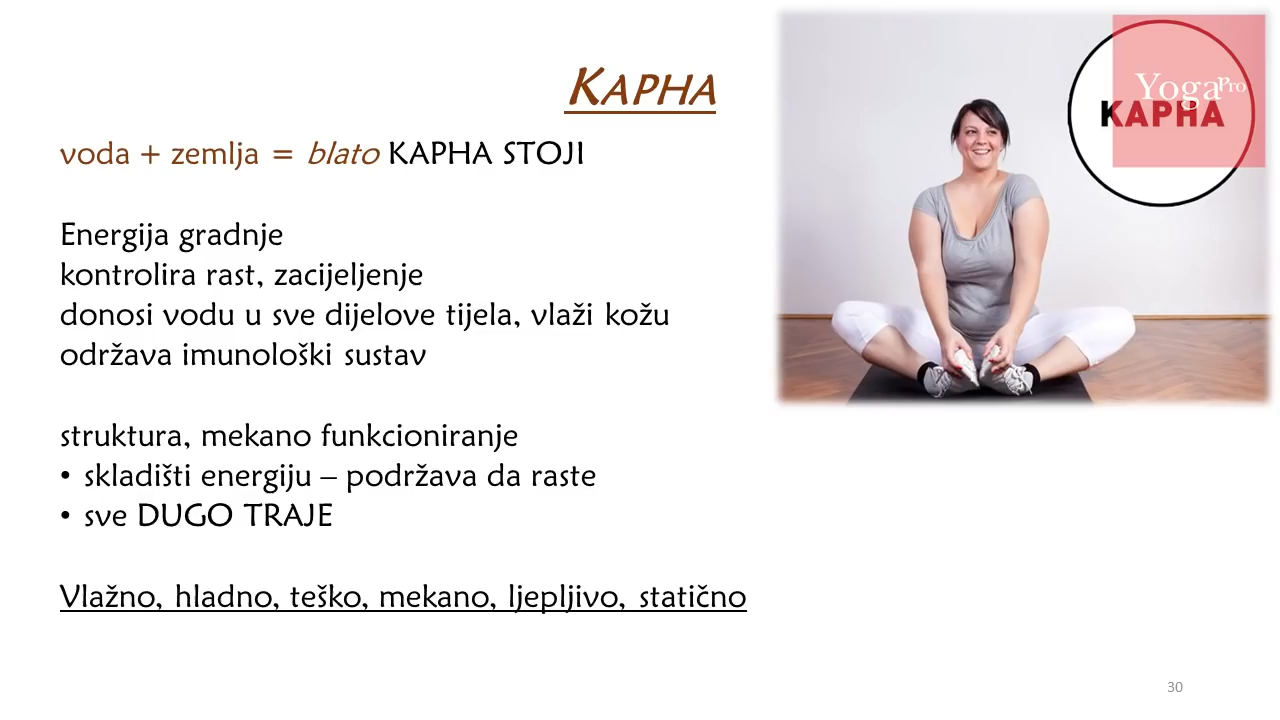 KAPHA
voda + zemlja = blato KAPHA STOJI
Energija gradnje
kontrolira rast, zacijeljenje
donosi vodu u sve dijelove tijela, vlaži kožu
održava imunološki sustav
struktura, mekano funkcioniranje
• skladišti energiju – podržava da raste
• sve DUGO TRAJE
Vlažno, hladno, teško, mekano, ljepljivo, statično
YogaPro
KAPHA
30